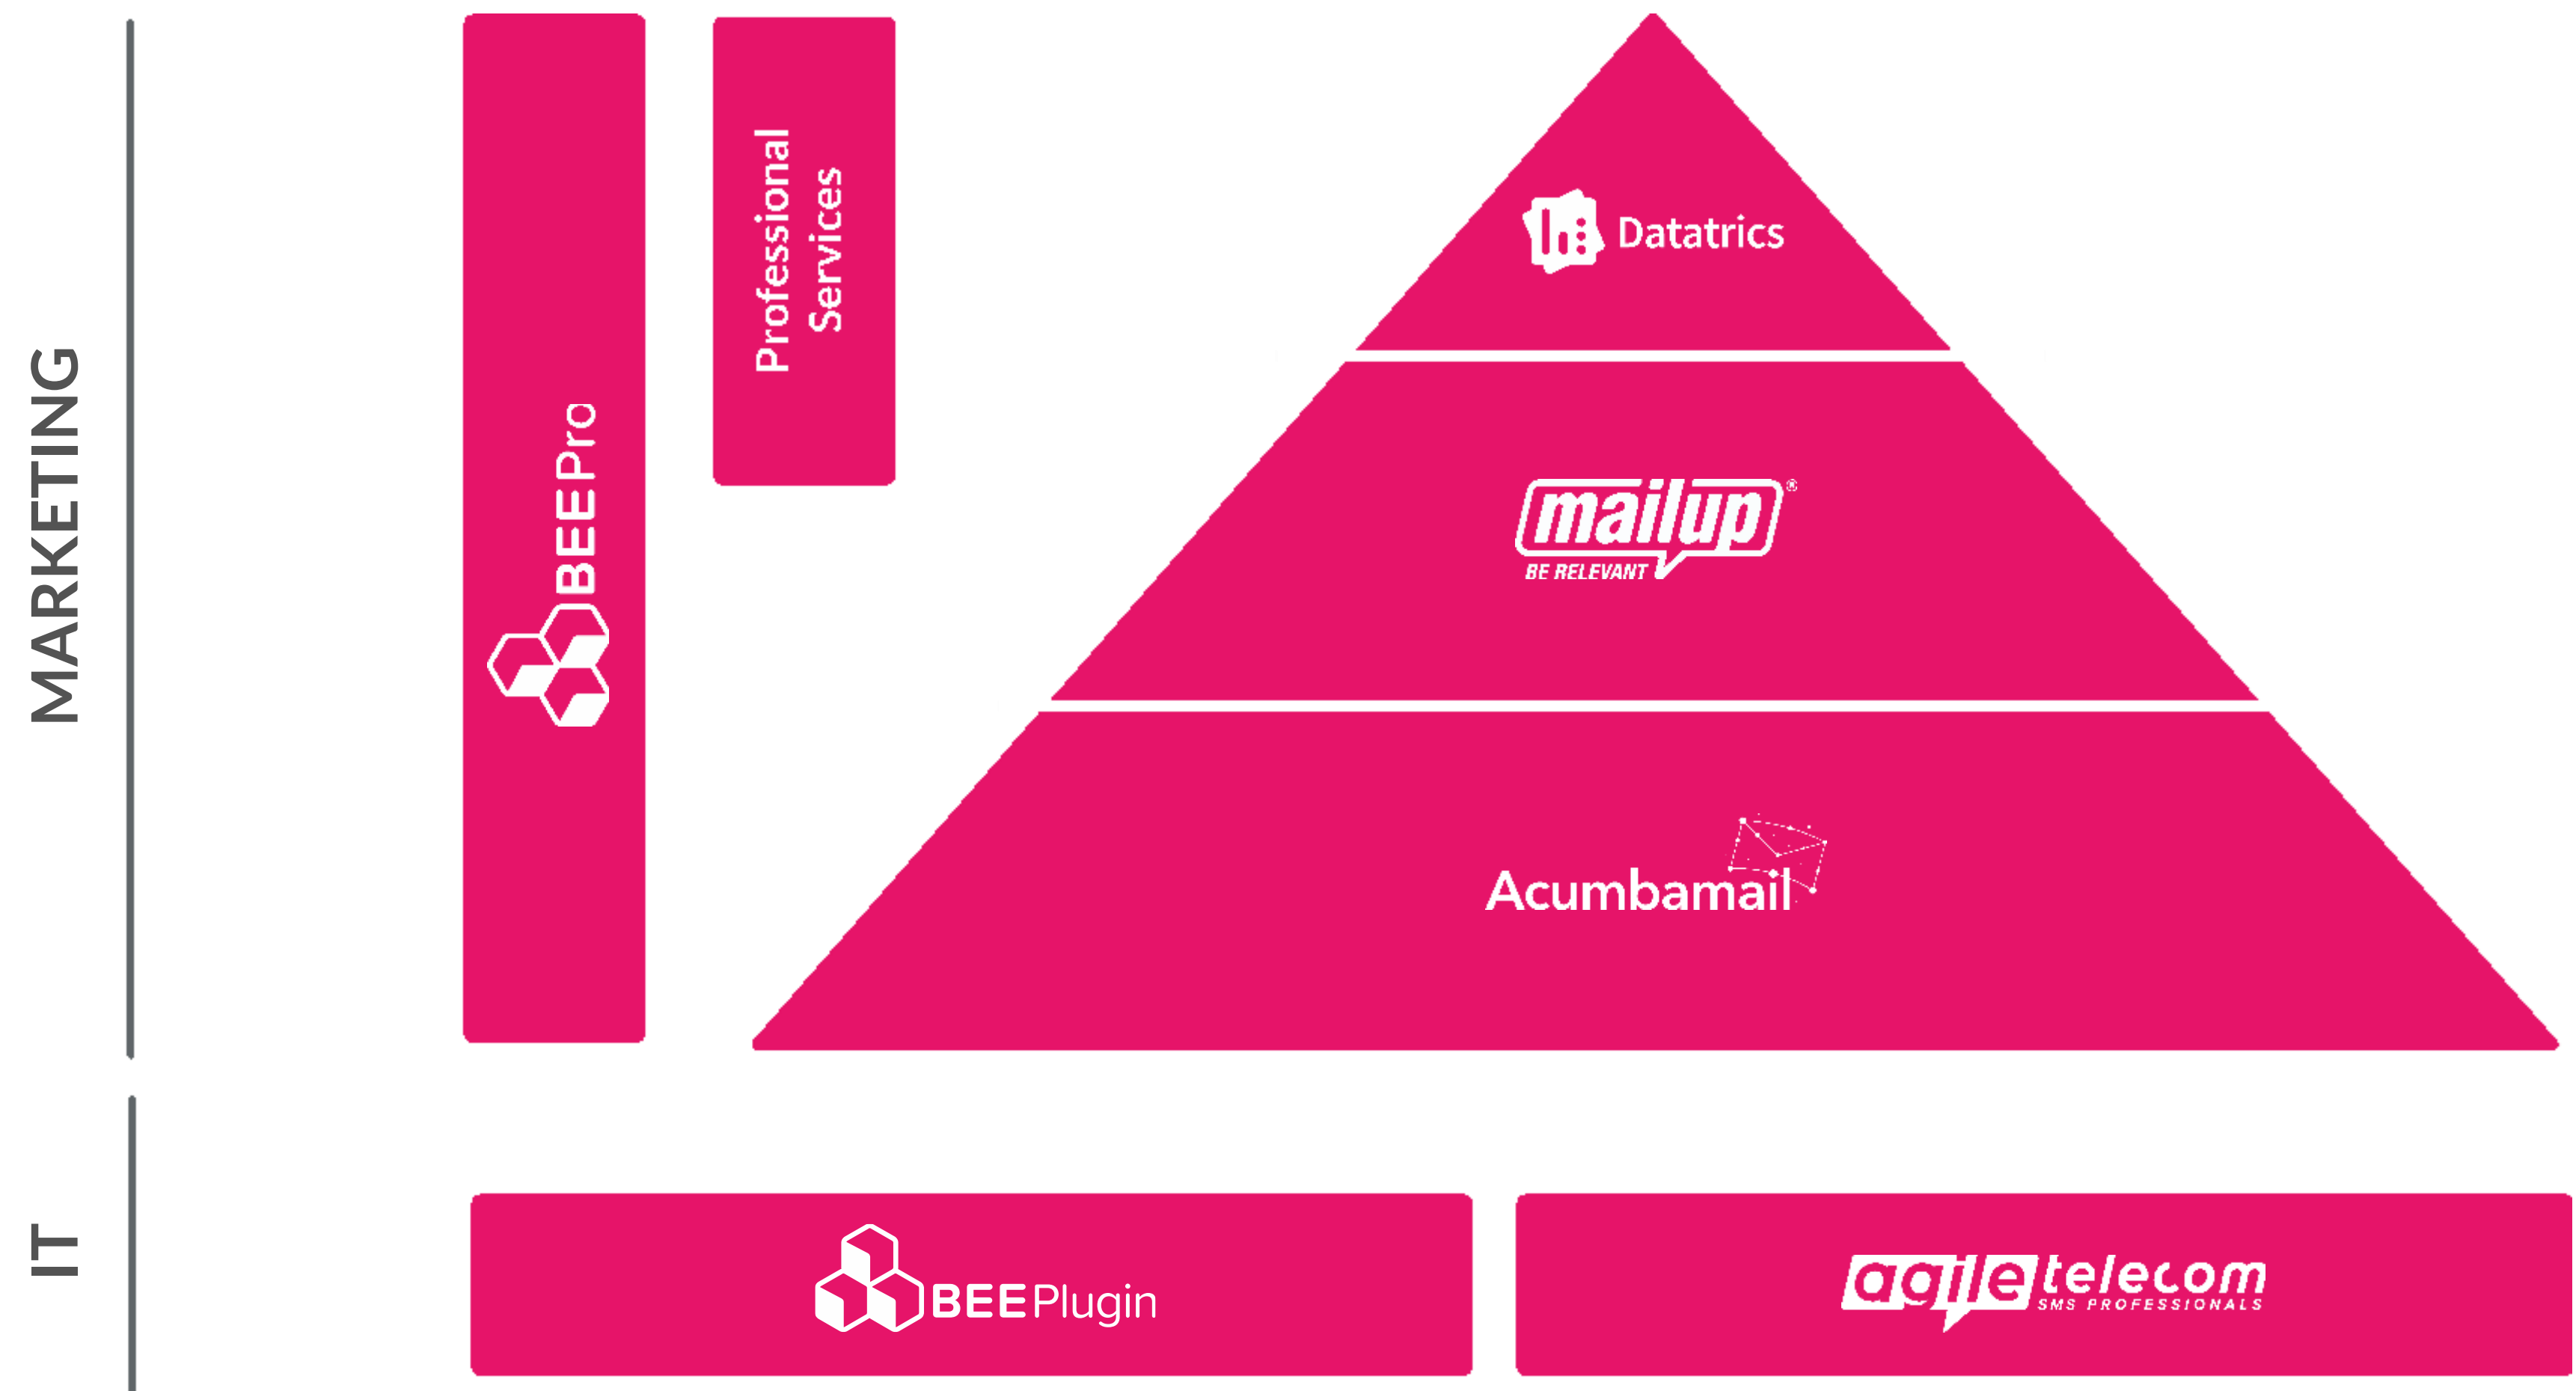 MARKETING
BEEPro
Professional
Services
Datatrics
mailup®
BE RELEVANT
Acumbamail
IT
BEEPlugin
agiletelecom
SMS PROFESSIONALS